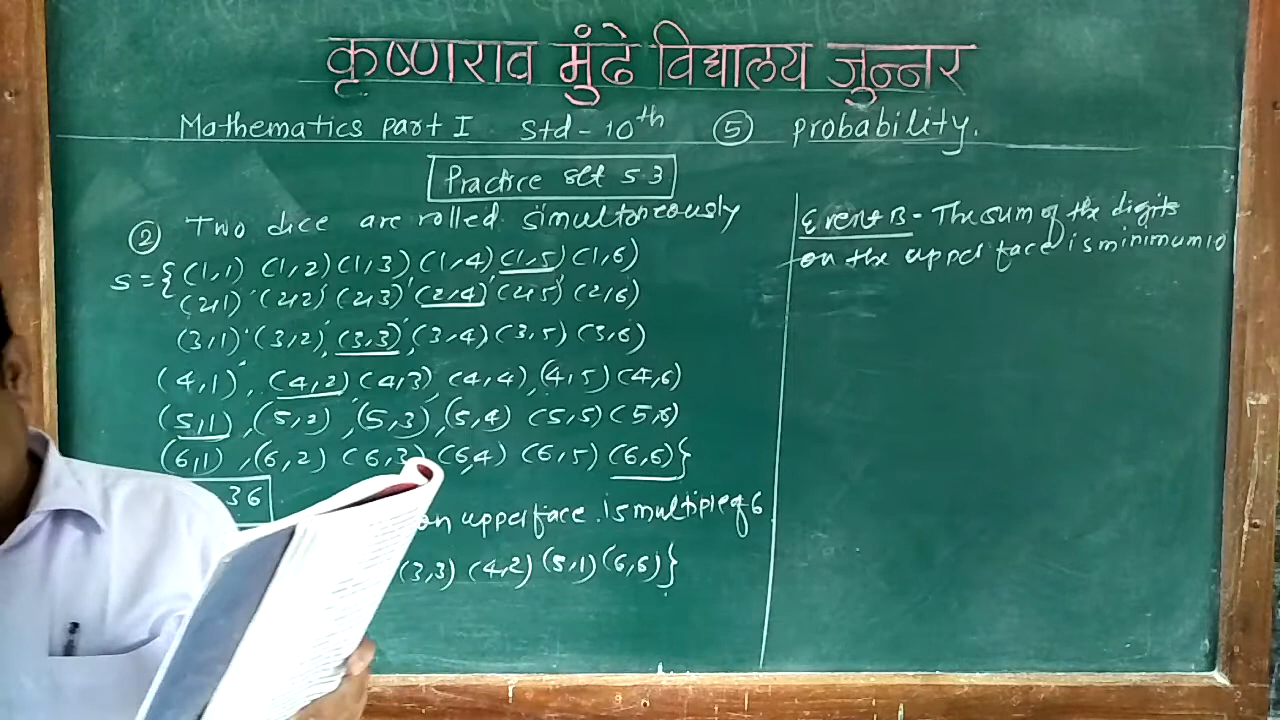 कृष्णराव मुंढे विद्यालय जुन्नर
Mathematics part I Std - 10th ⑤ probability.
Practice set 5.3
② Two dice are rolled simultaneously
S = {(1,1) (1,2) (1,3) (1,4) (1,5) (1,6)
(2,1) (2,2) (2,3) (2,4) (2,5) (2,6)
(3,1) (3,2), (3,3), (3,4) (3,5) (3,6)
(4,1), (4,2) (4,3) (4,4) (4,5) (4,6)
(5,1), (5,2), (5,3), (5,4) (5,5) (5,6)
(6,1), (6,2) (6,3) (6,4) (6,5) (6,6)}
36
on upper face is multiple of 6
(3,3) (4,2) (5,1) (6,6)}
Event B - The sum of the digits
on the upper face is minimum 10